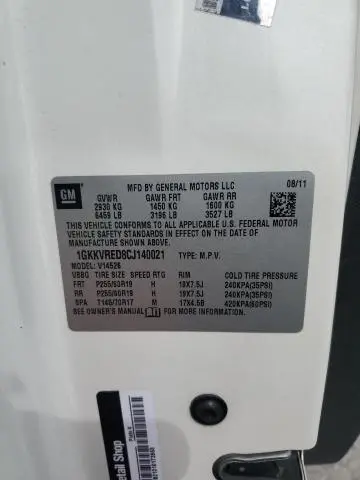 GM
MFD BY GENERAL MOTORS LLC 08/11
GVWR GAWR FRT GAWR RR
2930 KG 1450 KG 1600 KG
6459 LB 3196 LB 3527 LB
THIS VEHICLE CONFORMS TO ALL APPLICABLE U.S. FEDERAL MOTOR
VEHICLE SAFETY STANDARDS IN EFFECT ON THE DATE OF
MANUFACTURE SHOWN ABOVE.
1GKKVRED8CJ140021 TYPE: M.P.V.
MODEL: V14526
TIRE SIZE SPEED RTG RIM COLD TIRE PRESSURE
FRT P255/60R19 H 19X7.5J 240KPA(35PSI)
RR P255/60R19 H 19X7.5J 240KPA(35PSI)
SPA T145/70R17 M 17X4.5B 420KPA(60PSI)
SEE OWNER'S MANUAL FOR MORE INFORMATION
etail Shop